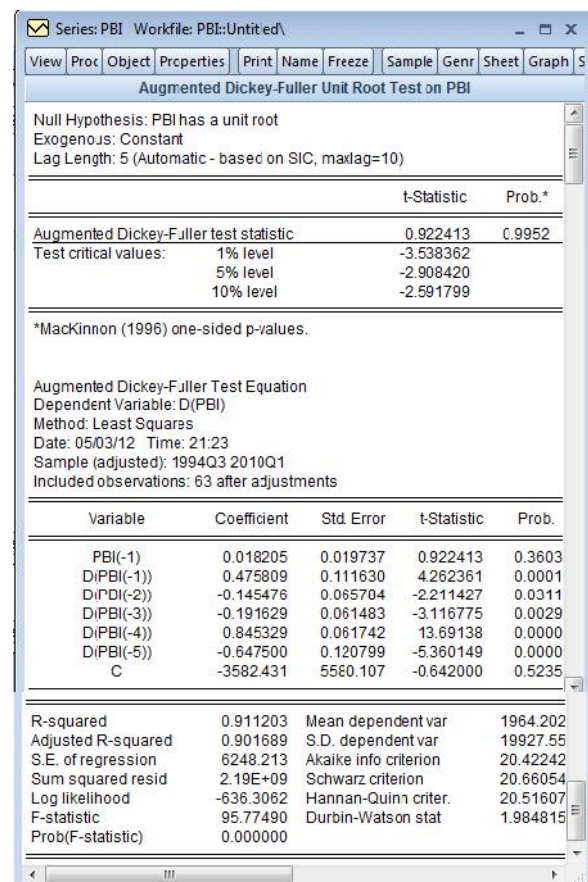 Series: PBI Workfile: PBI::Untitled\
View Proc Object Properties Print Name Freeze Sample Genr Sheet Graph S
Augmented Dickey-Fuller Unit Root Test on PBI
Null Hypothesis: PBI has a unit root
Exogenous: Constant
Lag Length: 5 (Automatic - based on SIC, maxlag=10)
t-Statistic Prob.*
Augmented Dickey-Fuller test statistic 0.922413 0.9952
Test critical values: 1% level -3.538362
5% level -2.908420
10% level -2.591799
*MacKinnon (1996) one-sided p-values.
Augmented Dickey-Fuller Test Equation
Dependent Variable: D(PBI)
Method: Least Squares
Date: 05/03/12 Time: 21:23
Sample (adjusted): 1994Q3 2010Q1
Included observations: 63 after adjustments
Variable Coefficient Std. Error t-Statistic Prob.
PBI(-1) 0.018205 0.019737 0.922413 0.3603
D(PBI(-1)) 0.475809 0.111630 4.262361 0.0001
D(PBI(-2)) -0.145476 0.065784 -2.211427 0.0311
D(PBI(-3)) -0.191629 0.061483 -3.116775 0.0029
D(PBI(-4)) 0.845329 0.061742 13.69138 0.0000
D(PBI(-5)) -0.647500 0.120799 -5.360149 0.0000
C -3582.431 5580.107 -0.642000 0.5235
R-squared 0.911203 Mean dependent var 1964.202
Adjusted R-squared 0.901689 S.D. dependent var 19927.55
S.E. of regression 6248.213 Akaike info criterion 20.42242
Sum squared resid 2.19E+09 Schwarz criterion 20.66054
Log likelihood -636.3062 Hannan-Quinn criter. 20.51607
F-statistic 95.77490 Durbin-Watson stat 1.984815
Prob(F-statistic) 0.000000